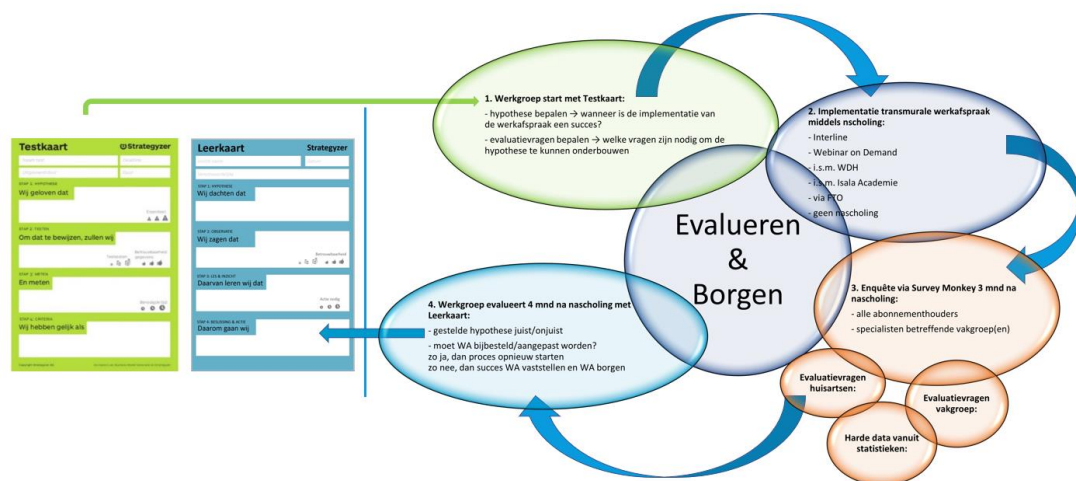 Testkaart
Strategyzer
STAP 1: HYPOTHESE
Wij geloven dat
STAP 2: TESTEN
Om dat te bewijzen, zullen wij
STAP 3: METEN
En meten
STAP 4: CRITERIA
Wij hebben gelijk als
Leerkaart
Strategyzer
STAP 1: HYPOTHESE
Wij dachten dat
STAP 2: OBSERVATIE
Wij zagen dat
STAP 3: LES & INZICHT
Daarvan leren wij dat
STAP 4: BESLISSING & ACTIE
Daarom gaan wij
1. Werkgroep start met Testkaart:
- hypothese bepalen → wanneer is de implementatie van
de werkafspraak een succes?
- evaluatievragen bepalen → welke vragen zijn nodig om de
hypothese te kunnen onderbouwen
2. Implementatie transmurale werkafspraak
middels nscholing:
- Interline
- Webinar on Demand
- i.s.m. WDH
- i.s.m. Isala Academie
- via FTO
- geen nascholing
Evalueren
&
Borgen
3. Enquête via Survey Monkey 3 mnd na
nascholing:
- alle abonnementhouders
- specialisten betreffende vakgroep(en)
Evaluatievragen
huisartsen:
Evaluatievragen
vakgroep:
Harde data vanuit
statistieken:
4. Werkgroep evalueert 4 mnd na nascholing met
Leerkaart:
- gestelde hypothese juist/onjuist
- moet WA bijbesteld/aangepast worden?
zo ja, dan proces opnieuw starten
zo nee, dan succes WA vaststellen en WA borgen